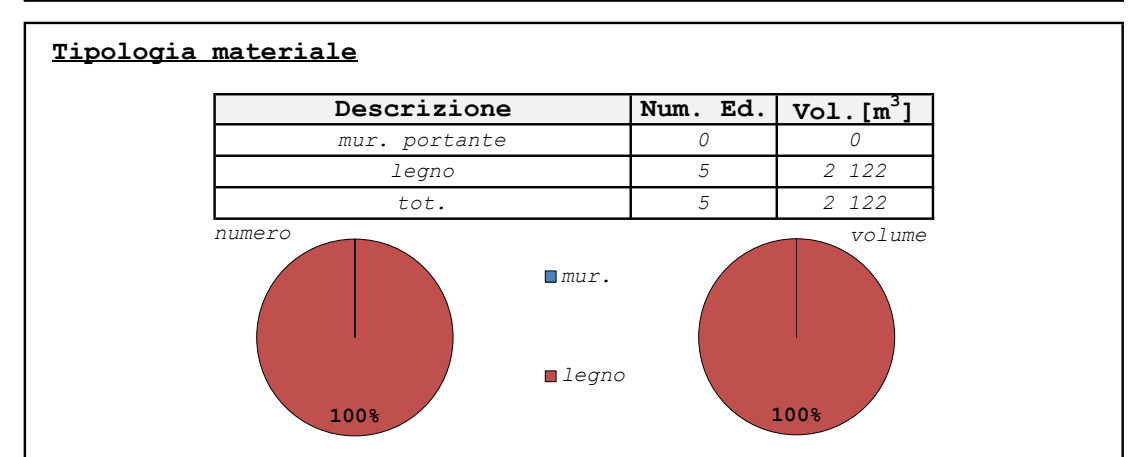 Tipologia materiale
Descrizione Num. Ed. Vol.[m³]
mur. portante 0 0
legno 5 2 122
tot. 5 2 122
numero volume
mur.
legno
100% 100%